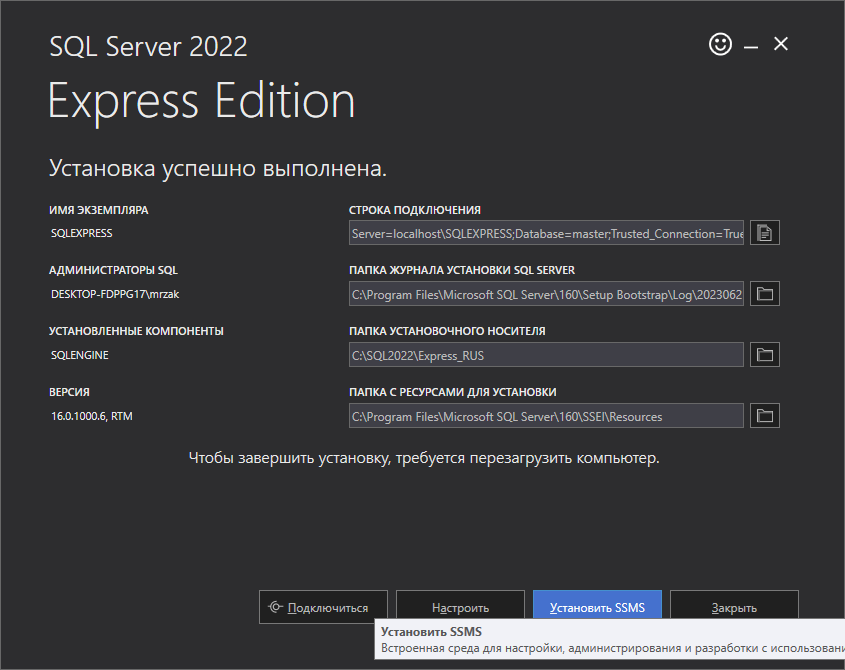 SQL Server 2022
Express Edition
Установка успешно выполнена.
ИМЯ ЭКЗЕМПЛЯРА
SQLEXPRESS
СТРОКА ПОДКЛЮЧЕНИЯ
Server=localhost\SQLEXPRESS;Database=master;Trusted_Connection=True
АДМИНИСТРАТОРЫ SQL
DESKTOP-FDPPG17\mrzak
ПАПКА ЖУРНАЛА УСТАНОВКИ SQL SERVER
C:\Program Files\Microsoft SQL Server\160\Setup Bootstrap\Log\2023062
УСТАНОВЛЕННЫЕ КОМПОНЕНТЫ
SQLENGINE
ПАПКА УСТАНОВОЧНОГО НОСИТЕЛЯ
C:\SQL2022\Express_RUS
ВЕРСИЯ
16.0.1000.6, RTM
ПАПКА С РЕСУРСАМИ ДЛЯ УСТАНОВКИ
C:\Program Files\Microsoft SQL Server\160\SSEI\Resources
Чтобы завершить установку, требуется перезагрузить компьютер.
Подключиться
Настроить
Установить SSMS
Закрыть
Установить SSMS
Встроенная среда для настройки, администрирования и разработки с использовани